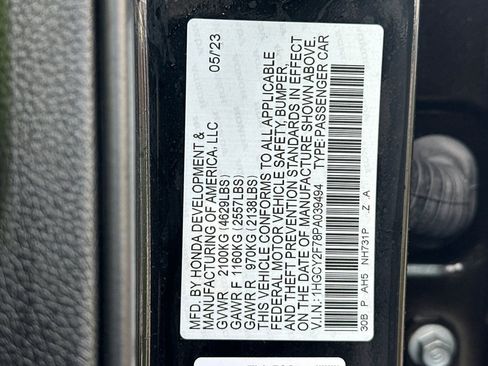 MFD. BY HONDA DEVELOPMENT & 05/23
MANUFACTURING OF AMERICA, LLC
GVWR 2100KG (4629LBS)
GAWR F 1160KG (2557LBS)
GAWR R 970KG (2138LBS)
THIS VEHICLE CONFORMS TO ALL APPLICABLE
FEDERAL MOTOR VEHICLE SAFETY, BUMPER,
AND THEFT PREVENTION STANDARDS IN EFFECT
ON THE DATE OF MANUFACTURE SHOWN ABOVE.
V.I.N.: 1HGCY2F78PA039494 TYPE: PASSENGER CAR
30B P AH5 NH731P Z A